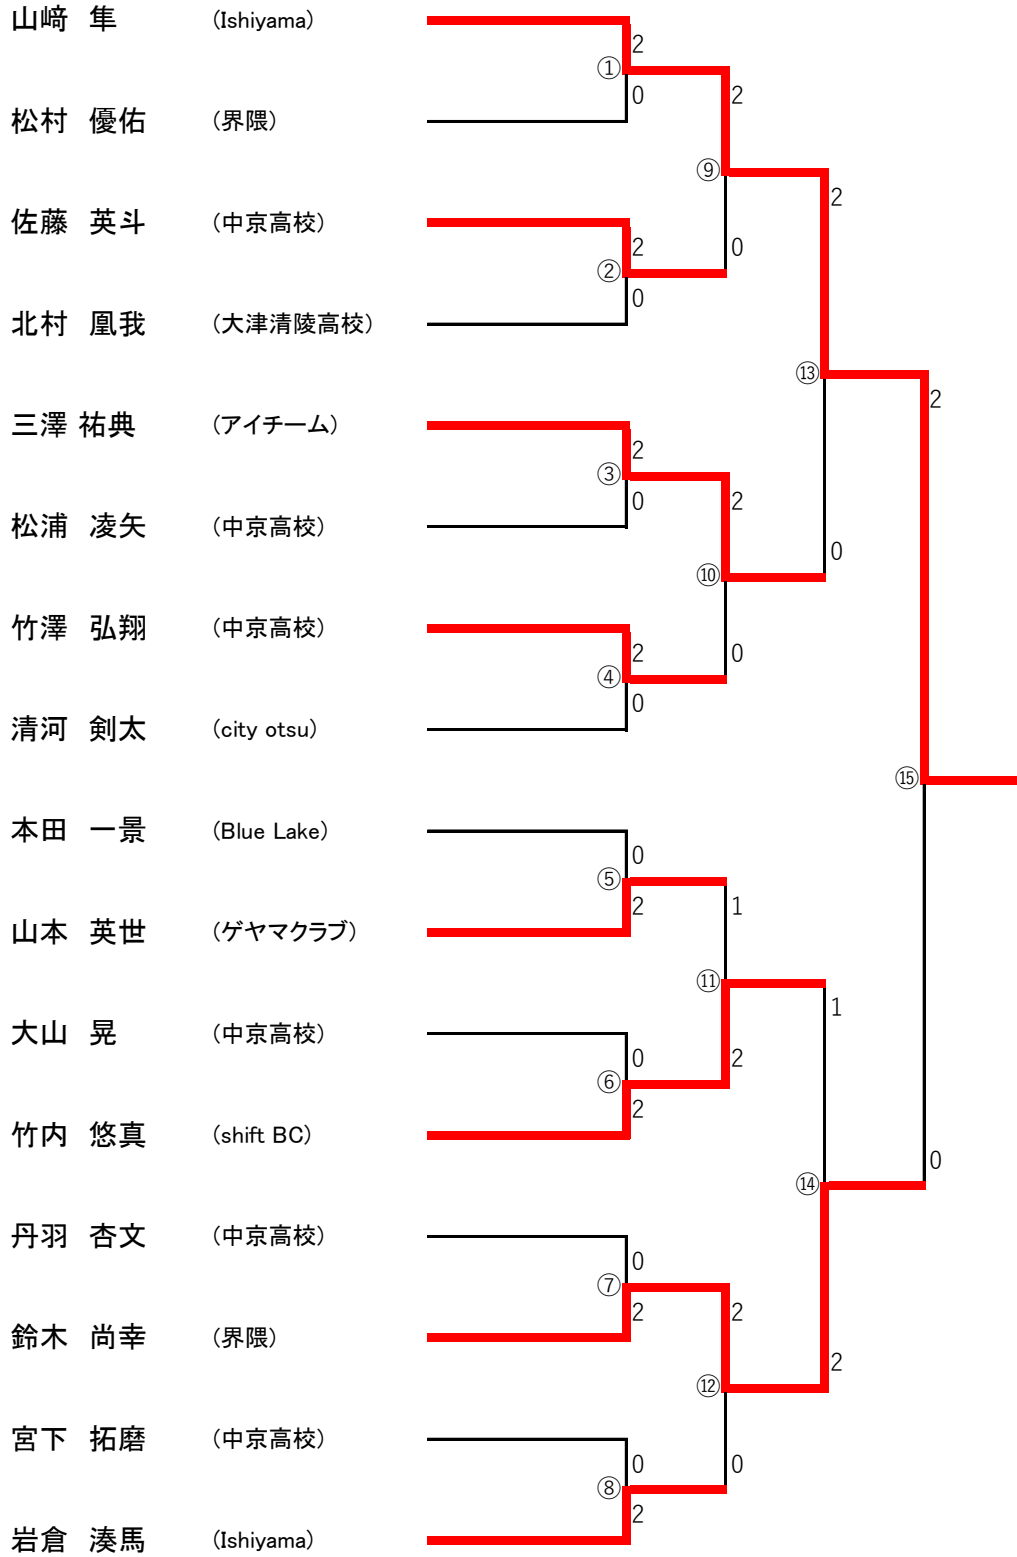 山﨑 隼 (Ishiyama)
2
①
0
2
松村 優佑 (界隈)
⑨
2
佐藤 英斗 (中京高校)
2
0
②
0
北村 凰我 (大津清陵高校)
⑬
2
三澤 祐典 (アイチーム)
2
③
0
2
松浦 凌矢 (中京高校)
0
⑩
竹澤 弘翔 (中京高校)
2
0
④
0
清河 剣太 (city otsu)
⑮
本田 一景 (Blue Lake)
0
⑤
2
1
山本 英世 (ゲヤマクラブ)
⑪
1
大山 晃 (中京高校)
0
2
⑥
2
竹内 悠真 (shift BC)
0
⑭
丹羽 杏文 (中京高校)
0
⑦
2
2
鈴木 尚幸 (界隈)
2
⑫
宮下 拓磨 (中京高校)
0
0
⑧
2
岩倉 湊馬 (Ishiyama)